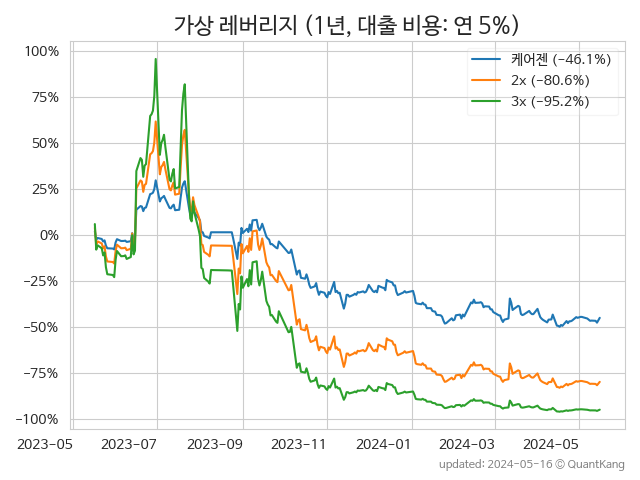 가상 레버리지 (1년, 대출 비용: 연 5%)
케어젠 (−46.1%)
2x (−80.6%)
3x (−95.2%)
100%
75%
50%
25%
0%
−25%
−50%
−75%
−100%
2023-05 2023-07 2023-09 2023-11 2024-01 2024-03 2024-05
updated: 2024-05-16 © QuantKang